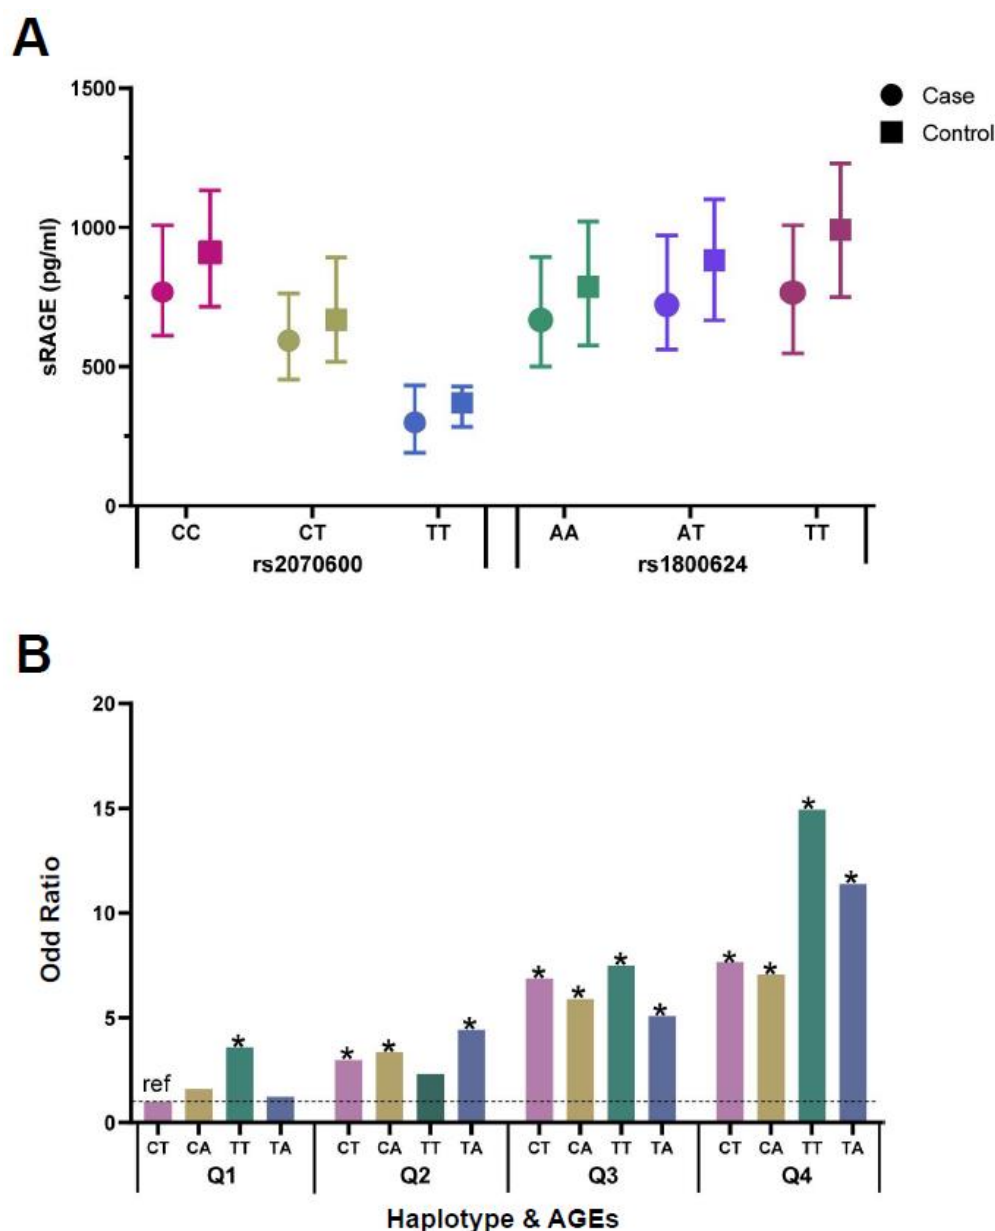 A
1500
1000
500
0
sRAGE (pg/ml)
Case
Control
CC CT TT AA AT TT
rs2070600 rs1800624
B
20
15
10
5
0
Odd Ratio
ref
* * * * * * * * * * * *
CT CA TT TA CT CA TT TA CT CA TT TA CT CA TT TA
Q1 Q2 Q3 Q4
Haplotype & AGEs